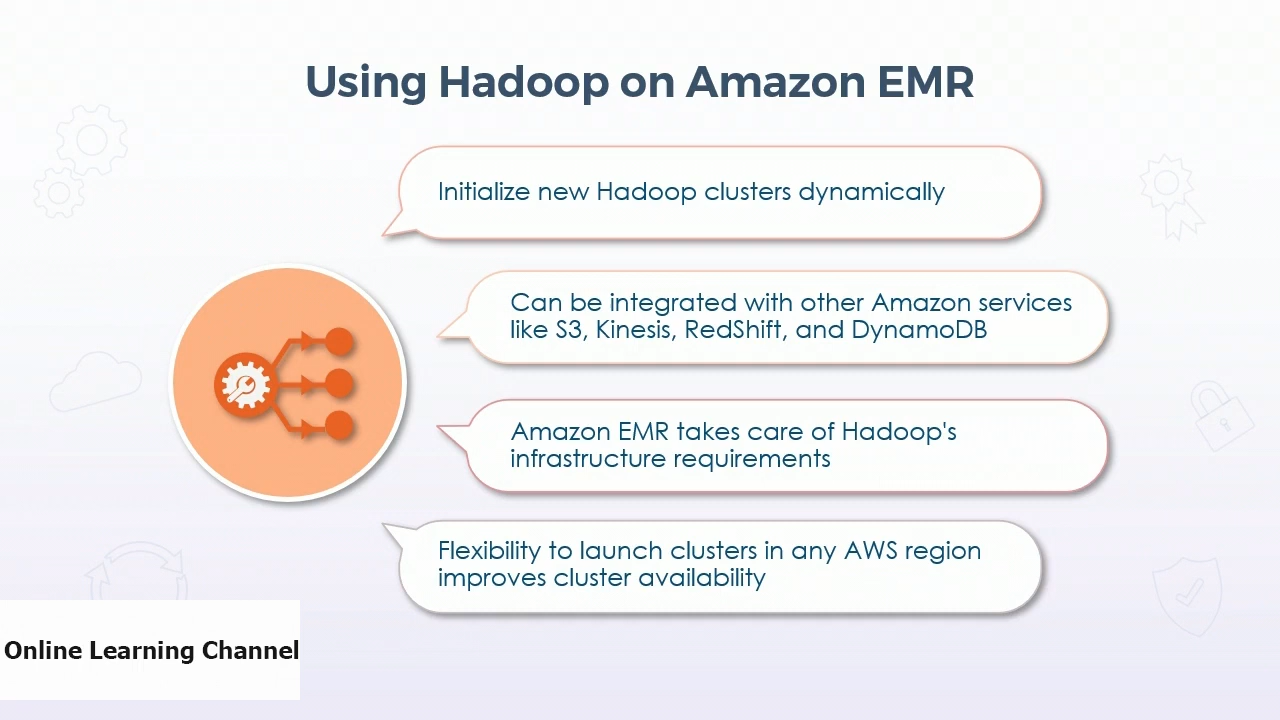 Using Hadoop on Amazon EMR
Initialize new Hadoop clusters dynamically
Can be integrated with other Amazon services
like S3, Kinesis, RedShift, and DynamoDB
Amazon EMR takes care of Hadoop's
infrastructure requirements
Flexibility to launch clusters in any AWS region
improves cluster availability
Online Learning Channel